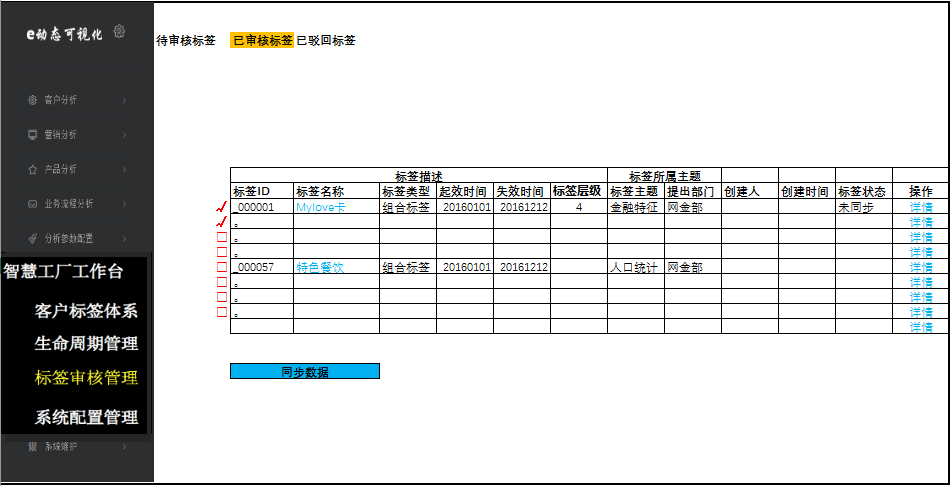 e动态可视化
待审核标签 已审核标签 已驳回标签
客户分析
营销分析
产品分析
业务流程分析
分析参数配置
智慧工厂工作台
客户标签体系
生命周期管理
标签审核管理
系统配置管理
系统维护
标签描述 标签所属主题
标签ID 标签名称 标签类型 起效时间 失效时间 标签层级 标签主题 提出部门 创建人 创建时间 标签状态 操作
_000001 Mylove卡 组合标签 20160101 20161212 4 金融特征 网金部 未同步 详情
。 详情
。 详情
。 详情
_000057 特色餐饮 组合标签 20160101 20161212 人口统计 网金部 详情
。 详情
。 详情
。 详情
详情
同步数据